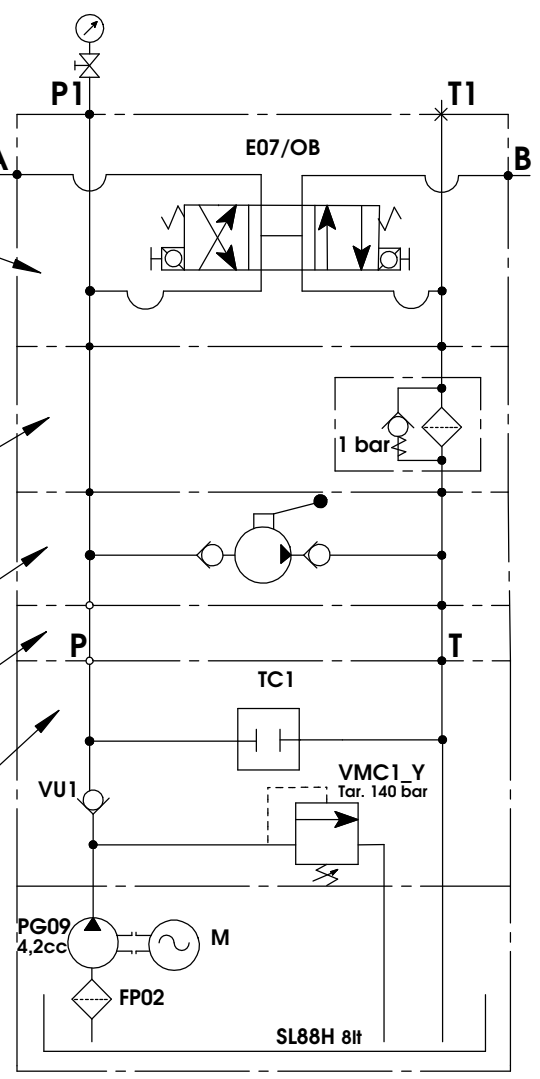 P1
T1
E07/OB
A
B
1 bar
P
T
TC1
VU1
VMC1_Y
Tar. 140 bar
PG09
4,2cc
M
FP02
SL88H 8lt